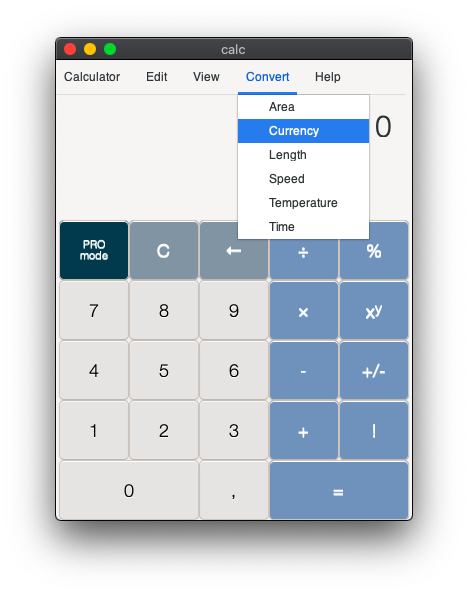 calc
Calculator Edit View Convert Help
Area
0
Currency
Length
Speed
Temperature
Time
PRO
mode
C ← ÷ %
7 8 9 × xʸ
4 5 6 - +/-
1 2 3 + !
0 , =